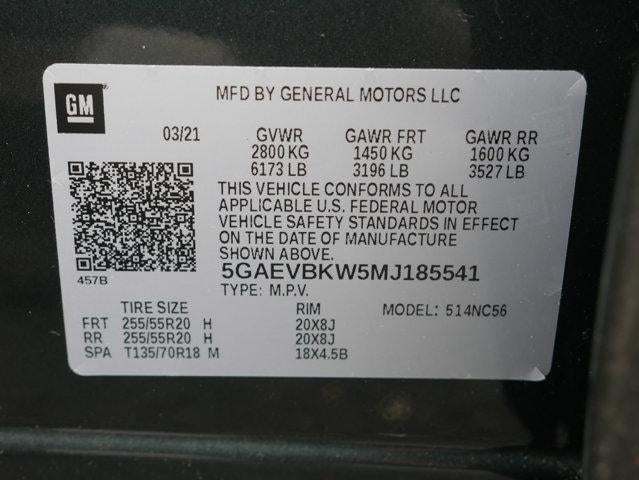 GM
MFD BY GENERAL MOTORS LLC
03/21 GVWR GAWR FRT GAWR RR
2800 KG 1450 KG 1600 KG
6173 LB 3196 LB 3527 LB
THIS VEHICLE CONFORMS TO ALL
APPLICABLE U.S. FEDERAL MOTOR
VEHICLE SAFETY STANDARDS IN EFFECT
ON THE DATE OF MANUFACTURE
SHOWN ABOVE.
457B
5GAEVBKW5MJ185541
TYPE: M.P.V.
TIRE SIZE RIM MODEL: 514NC56
FRT 255/55R20 H 20X8J
RR 255/55R20 H 20X8J
SPA T135/70R18 M 18X4.5B